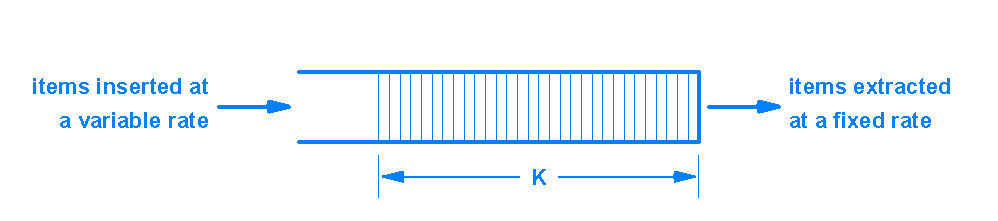 items inserted at
a variable rate
items extracted
at a fixed rate
K